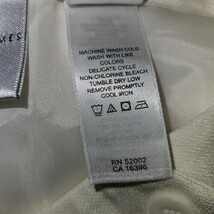 MACHINE WASH COLD
WASH WITH LIKE
COLORS
DELICATE CYCLE
NON-CHLORINE BLEACH
TUMBLE DRY LOW
REMOVE PROMPTLY
COOL IRON
RN 52002
CA 16390